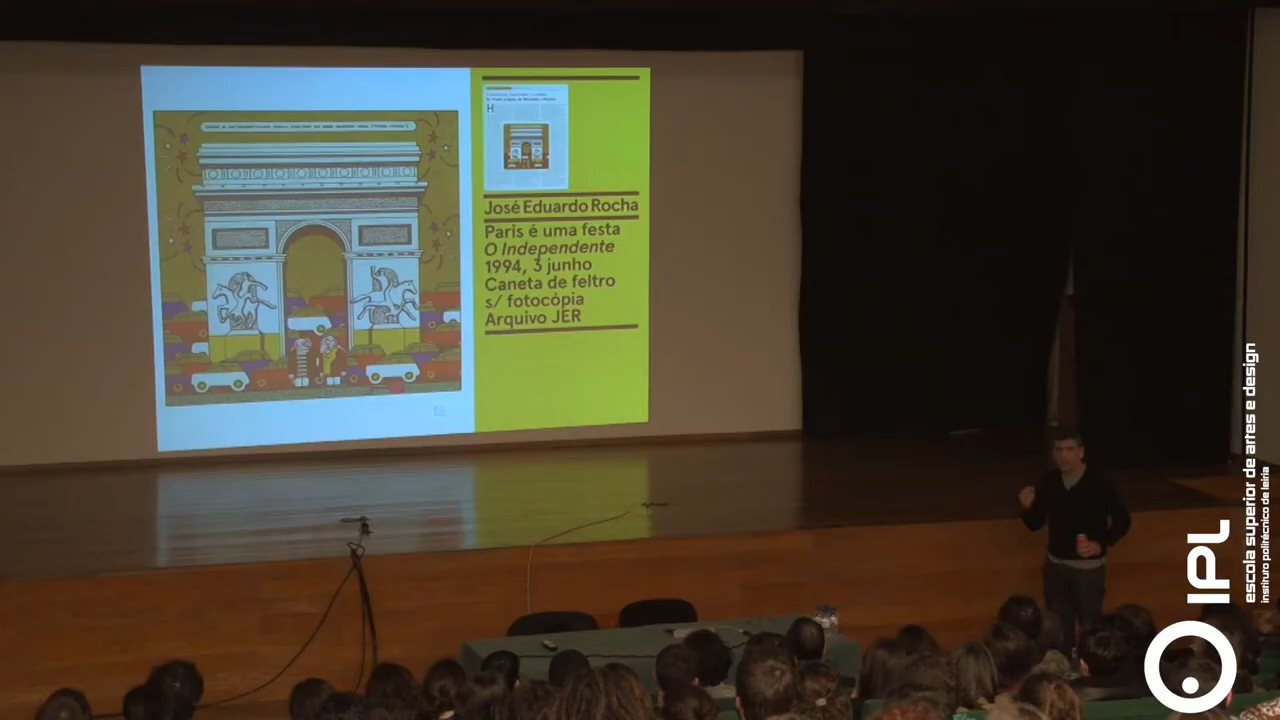 H
José Eduardo Rocha
Paris é uma festa
O Independente
1994, 3 junho
Caneta de feltro
s/ fotocópia
Arquivo JER
IPL
escola superior de artes e design
instituto politécnico de leiria